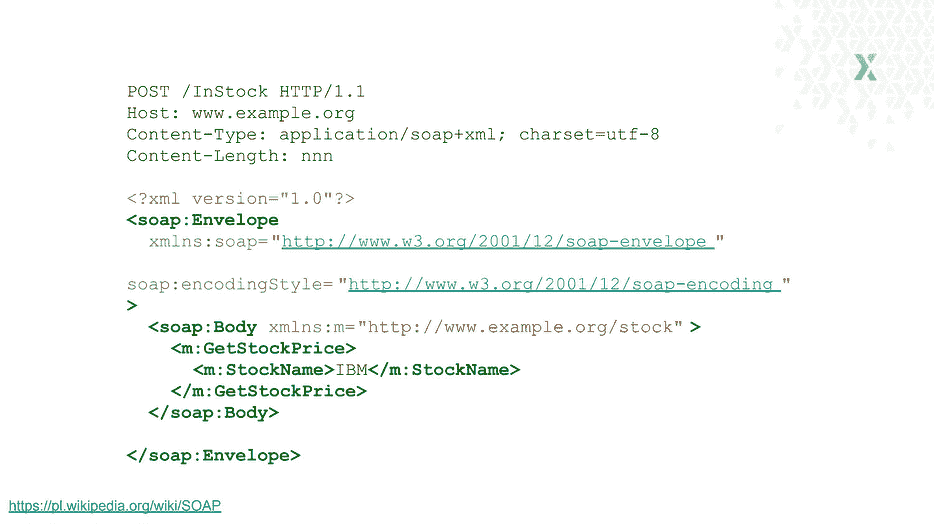 POST /InStock HTTP/1.1
Host: www.example.org
Content-Type: application/soap+xml; charset=utf-8
Content-Length: nnn
<?xml version="1.0"?>
<soap:Envelope
xmlns:soap="http://www.w3.org/2001/12/soap-envelope "
soap:encodingStyle="http://www.w3.org/2001/12/soap-encoding "
>
<soap:Body xmlns:m="http://www.example.org/stock" >
<m:GetStockPrice>
<m:StockName>IBM</m:StockName>
</m:GetStockPrice>
</soap:Body>
</soap:Envelope>
https://pl.wikipedia.org/wiki/SOAP